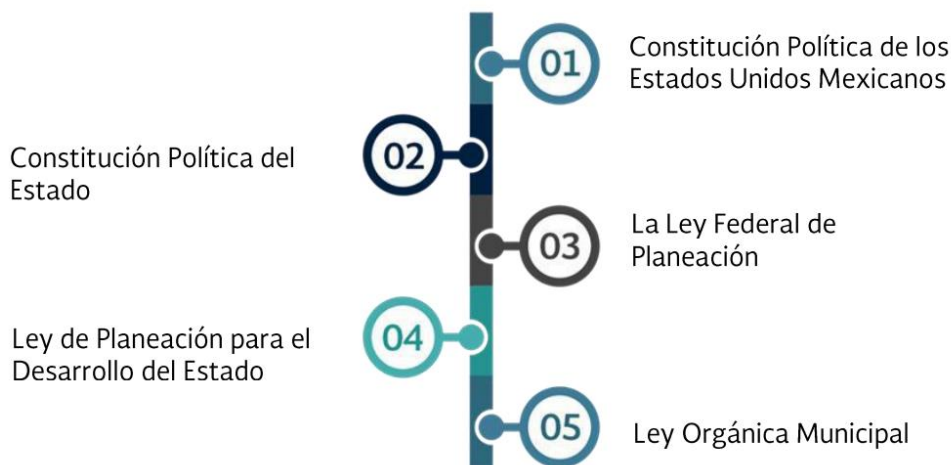 01
Constitución Política de los
Estados Unidos Mexicanos
02
Constitución Política del
Estado
03
La Ley Federal de
Planeación
04
Ley de Planeación para el
Desarrollo del Estado
05
Ley Orgánica Municipal